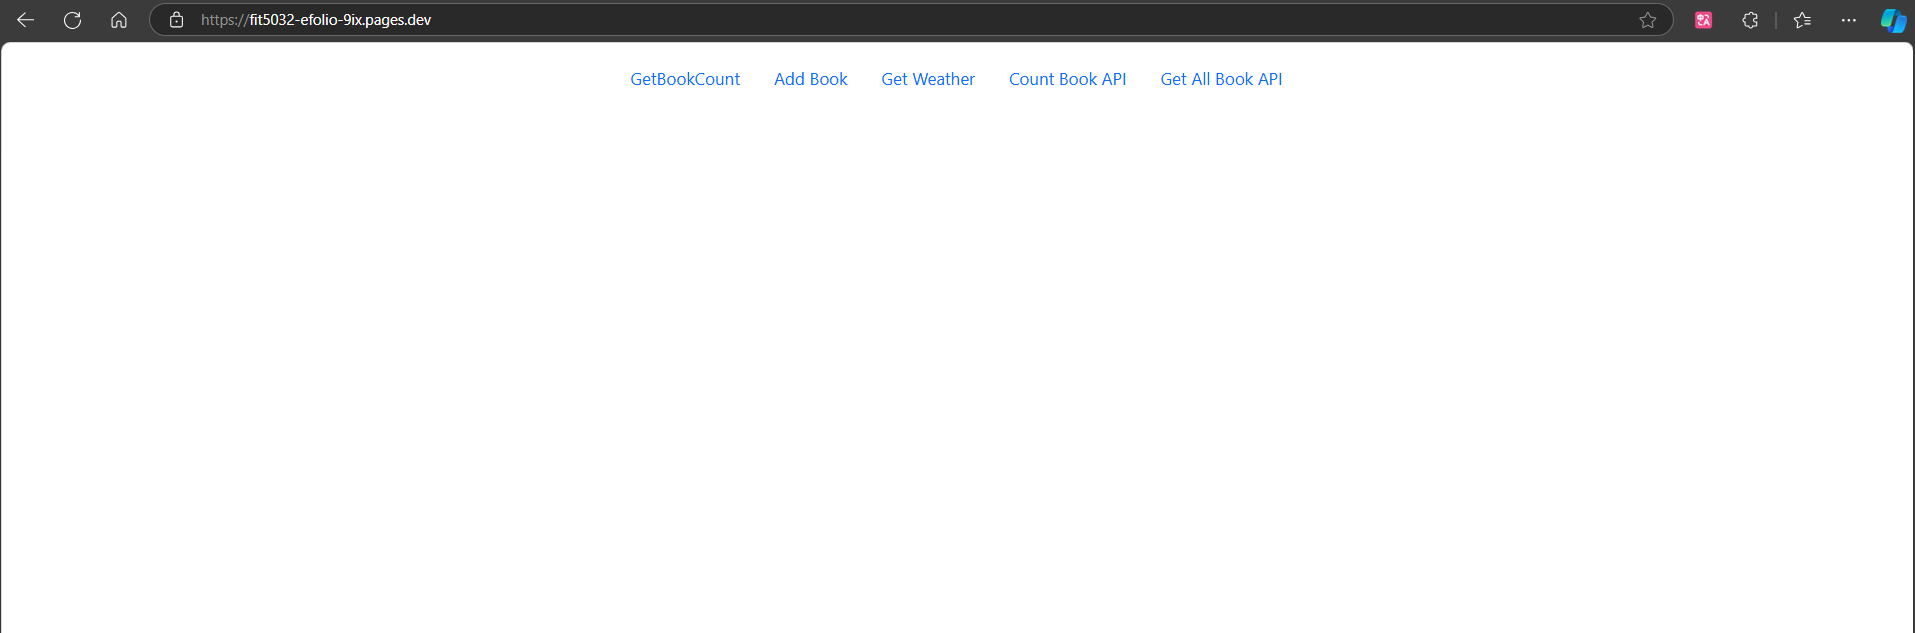 https://fit5032-efolio-9ix.pages.dev
GetBookCount Add Book Get Weather Count Book API Get All Book API